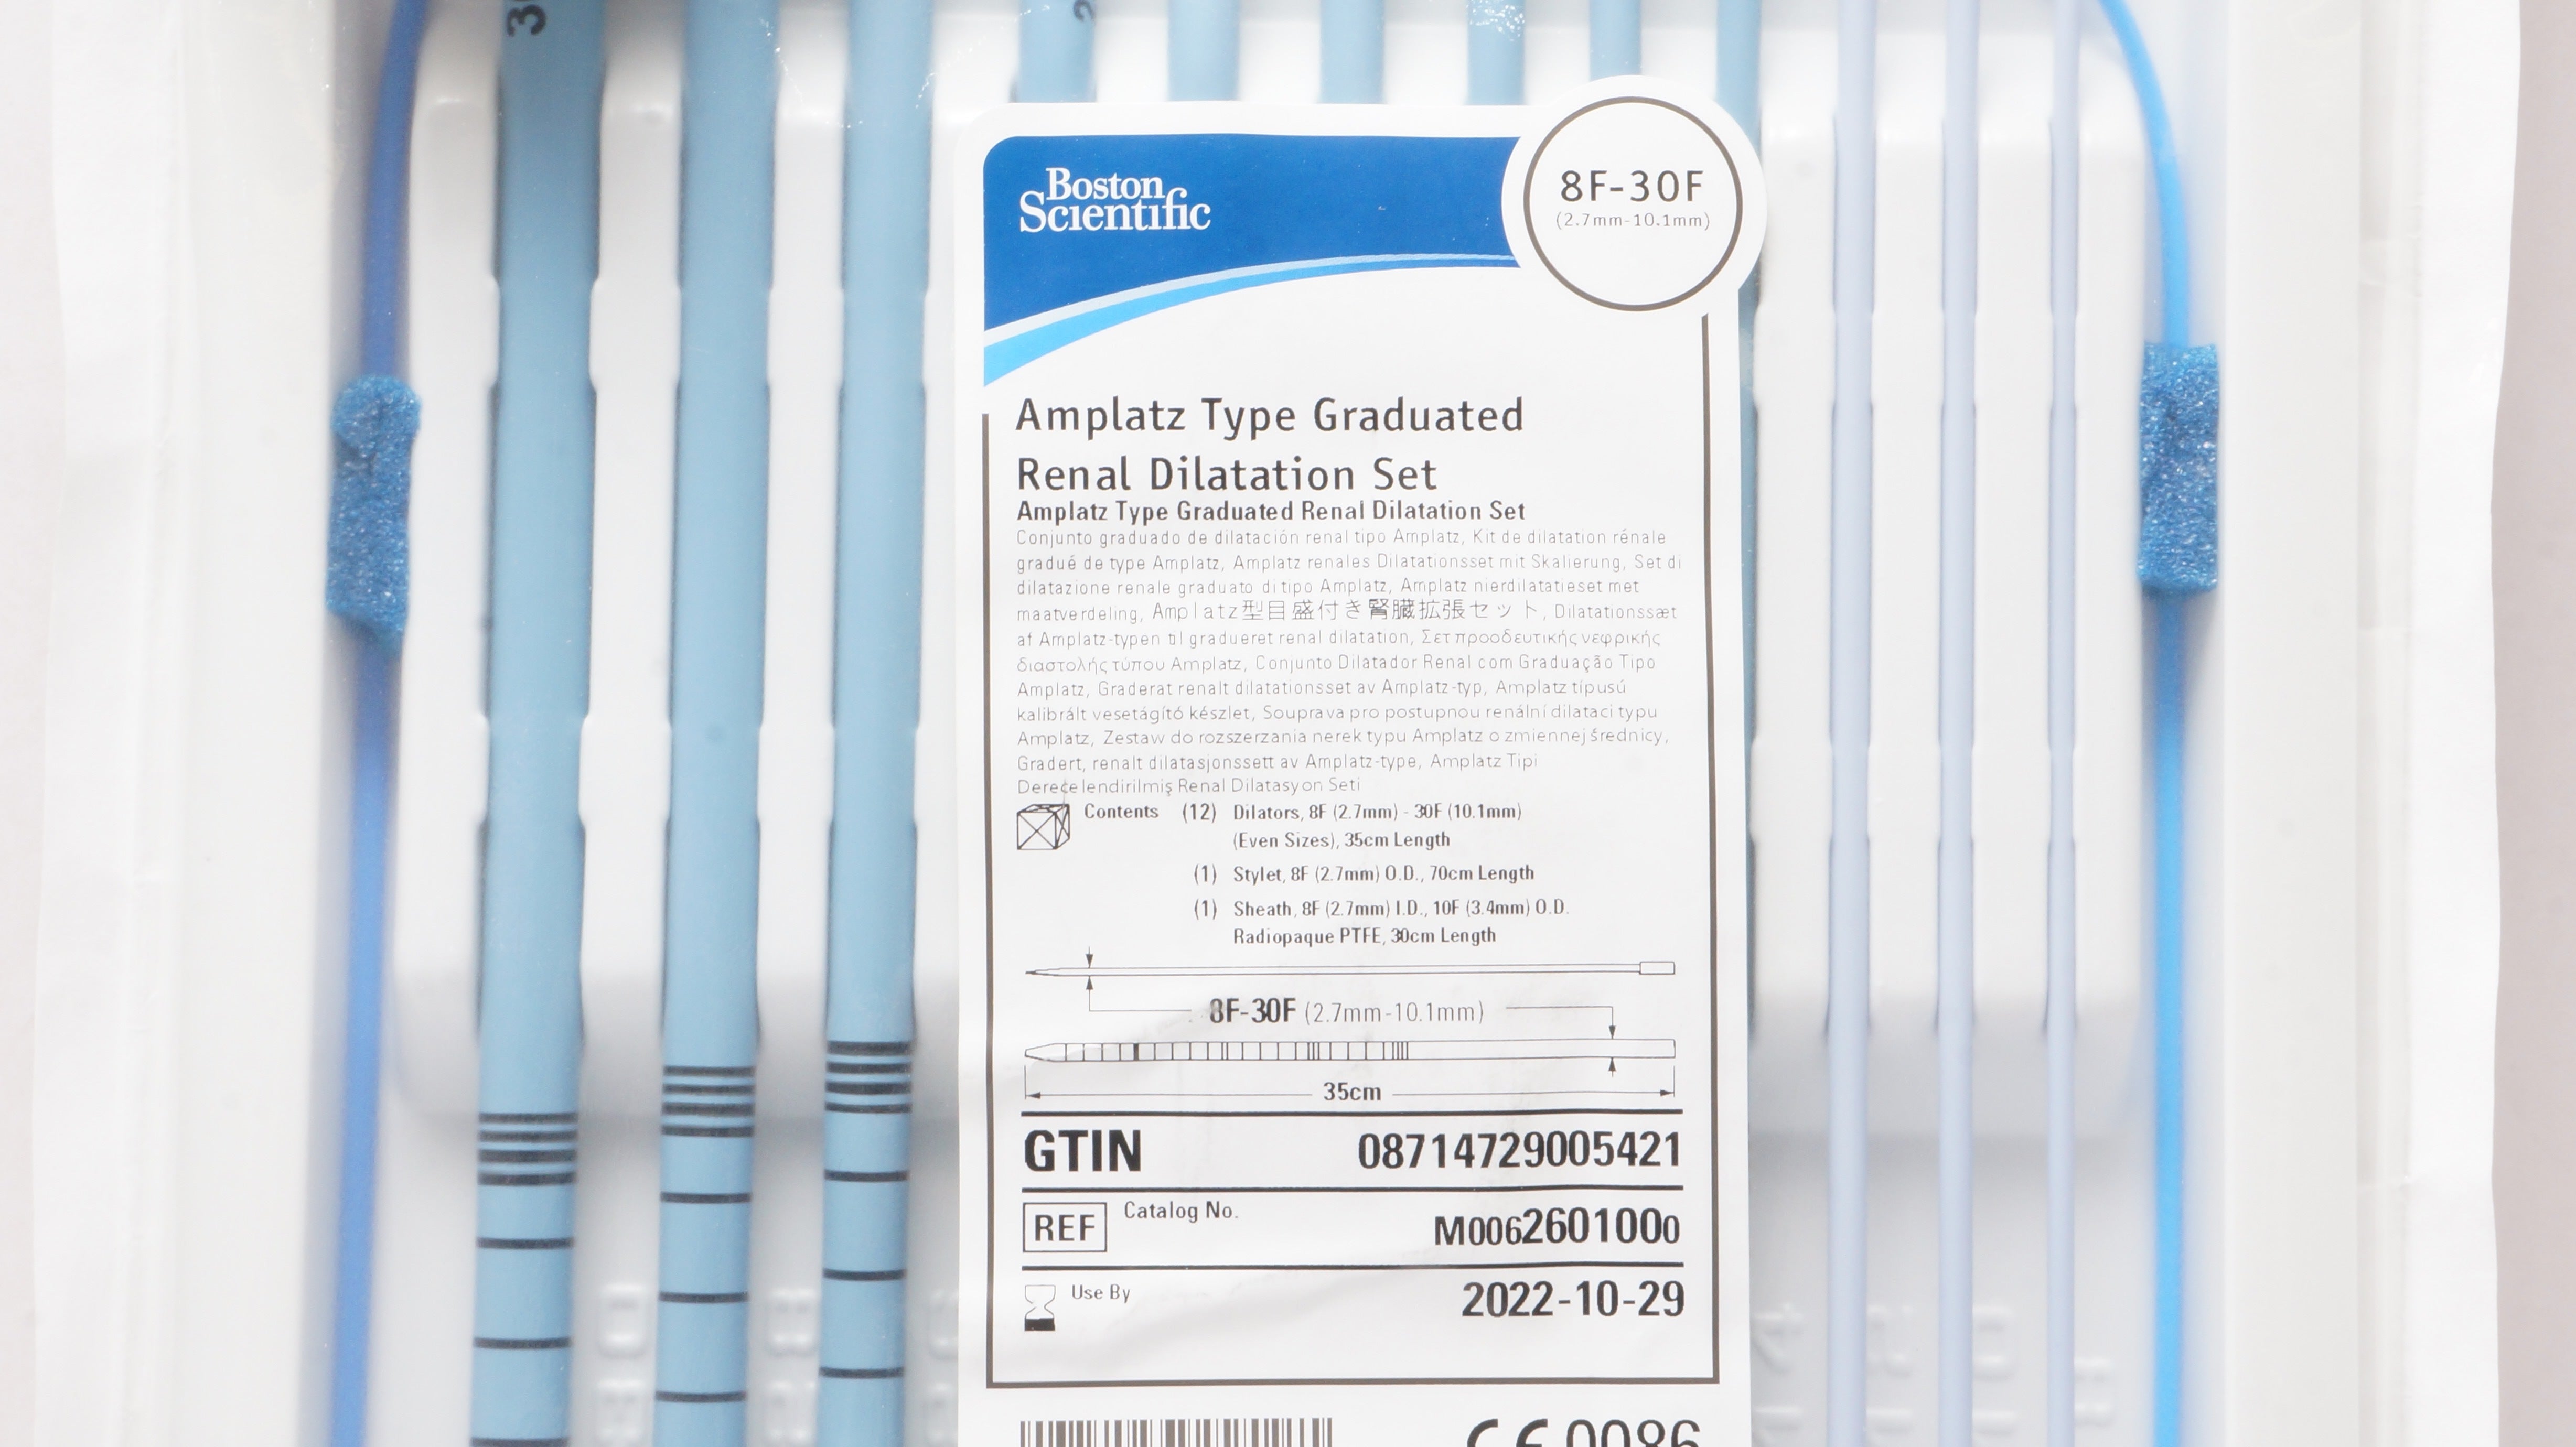 3
2
Boston
Scientific
8F-30F
(2.7mm-10.1mm)
Amplatz Type Graduated
Renal Dilatation Set
Amplatz Type Graduated Renal Dilatation Set
Conjunto graduado de dilatación renal tipo Amplatz, Kit de dilatation rénale
gradué de type Amplatz, Amplatz renales Dilatationsset mit Skalierung, Set di
dilatazione renale graduato di tipo Amplatz, Amplatz nierdilatatieset met
maatverdeling, Amplatz型目盛付き腎臓拡張セット, Dilatationssæt
af Amplatz-typen til gradueret renal dilatation, Σετ προοδευτικής νεφρικής
διαστολής τύπου Amplatz, Conjunto Dilatador Renal com Graduação Tipo
Amplatz, Graderat renalt dilatationsset av Amplatz-typ, Amplatz típusú
kalibrált vesetágító készlet, Souprava pro postupnou renální dilataci typu
Amplatz, Zestaw do rozszerzania nerek typu Amplatz o zmiennej średnicy,
Gradert, renalt dilatasjonssett av Amplatz-type, Amplatz Tipi
Derecelendirilmiş Renal Dilatasyon Seti
Contents (12) Dilators, 8F (2.7mm) - 30F (10.1mm)
(Even Sizes), 35cm Length
(1) Stylet, 8F (2.7mm) O.D., 70cm Length
(1) Sheath, 8F (2.7mm) I.D., 10F (3.4mm) O.D.
Radiopaque PTFE, 30cm Length
8F-30F (2.7mm-10.1mm)
35cm
GTIN 08714729005421
REF Catalog No. M0062601000
Use By 2022-10-29
CE 0086